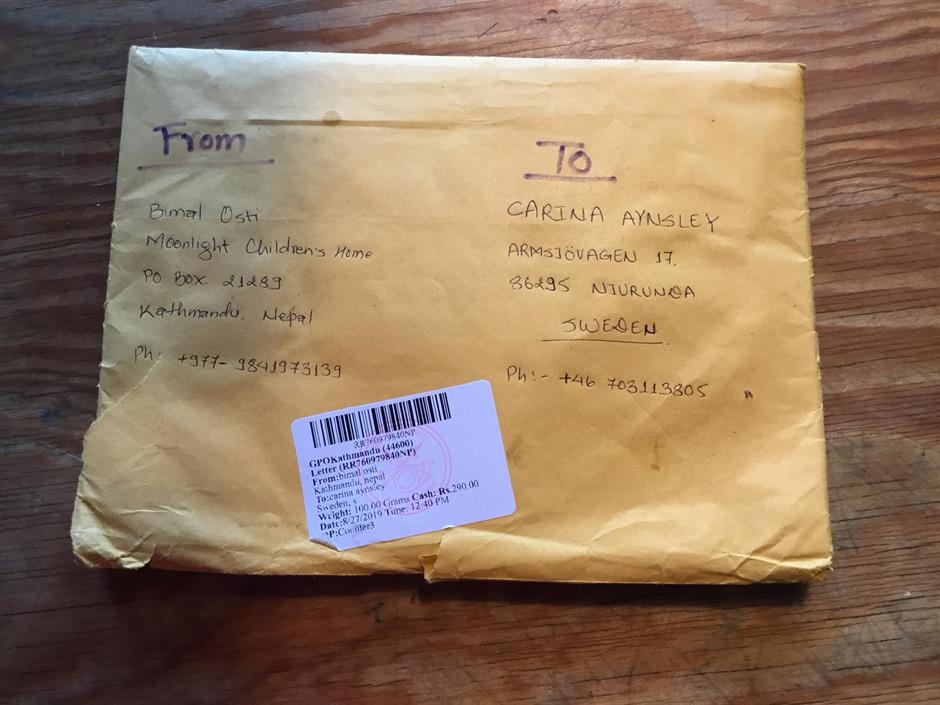 From
Bimal Osti
Moonlight Children's Home
PO Box 21289
Kathmandu, Nepal
Ph: +977- 9841973139
To
CARINA AYNSLEY
ARMSJÖVAGEN 17.
86295 NJURUNDA
SWEDEN
Ph:- +46 703113805
RR760979840NP
GPOKathmandu (44600)
Letter (RR760979840NP)
From:bimal osti
Kathmandu, nepal
To:carina aynsley
Sweden, s
Weight: 100.00 Grams Cash: Rs.290.00
Date:8/27/2019 Time: 12:40 PM
Counter3